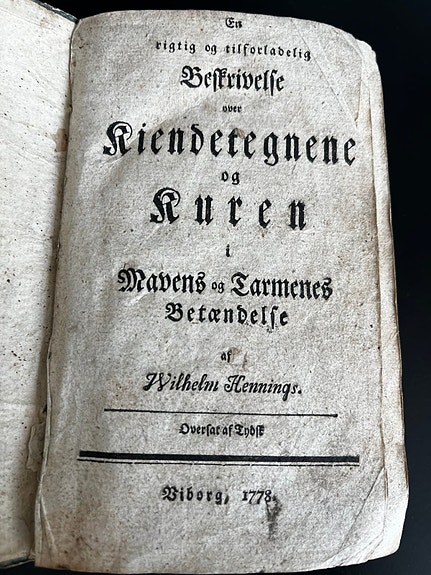 En
rigtig og tilforladelig
Beskrivelse
over
Kiendetegnene
og
Kuren
i
Mavens og Tarmenes
Betændelse
af
Wilhelm Hennings.
Oversat af Tydsk
Viborg, 1778.